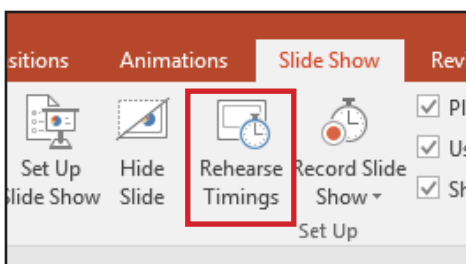 sitions Animations Slide Show Rev
Set Up Hide Rehearse Record Slide Pl
Slide Show Slide Timings Show Us
Sh
Set Up